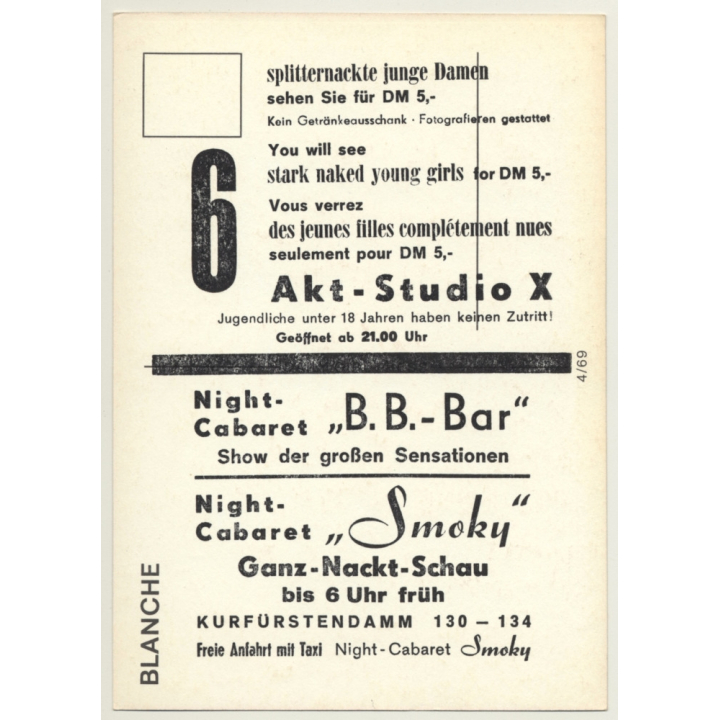 splitternackte junge Damen
sehen Sie für DM 5,-
Kein Getränkeausschank · Fotografieren gestattet
6
You will see
stark naked young girls for DM 5,-
Vous verrez
des jeunes filles complétement nues
seulement pour DM 5,-
Akt-Studio X
Jugendliche unter 18 Jahren haben keinen Zutritt!
Geöffnet ab 21.00 Uhr
4/69
Night-
Cabaret „B.B.-Bar“
Show der großen Sensationen
Night-
Cabaret „Smoky“
Ganz-Nackt-Schau
bis 6 Uhr früh
KURFÜRSTENDAMM 130 — 134
Freie Anfahrt mit Taxi Night-Cabaret Smoky
BLANCHE